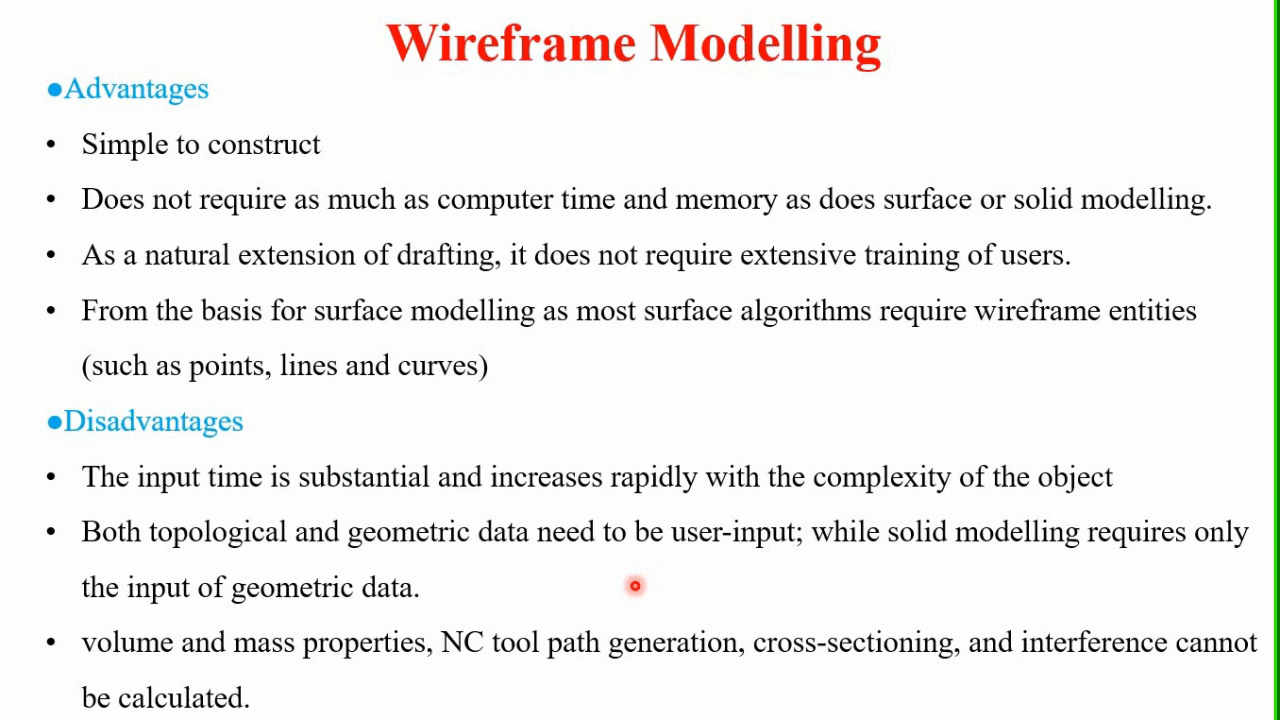 Wireframe Modelling
●Advantages
• Simple to construct
• Does not require as much as computer time and memory as does surface or solid modelling.
• As a natural extension of drafting, it does not require extensive training of users.
• From the basis for surface modelling as most surface algorithms require wireframe entities
(such as points, lines and curves)
●Disadvantages
• The input time is substantial and increases rapidly with the complexity of the object
• Both topological and geometric data need to be user-input; while solid modelling requires only
the input of geometric data.
• volume and mass properties, NC tool path generation, cross-sectioning, and interference cannot
be calculated.